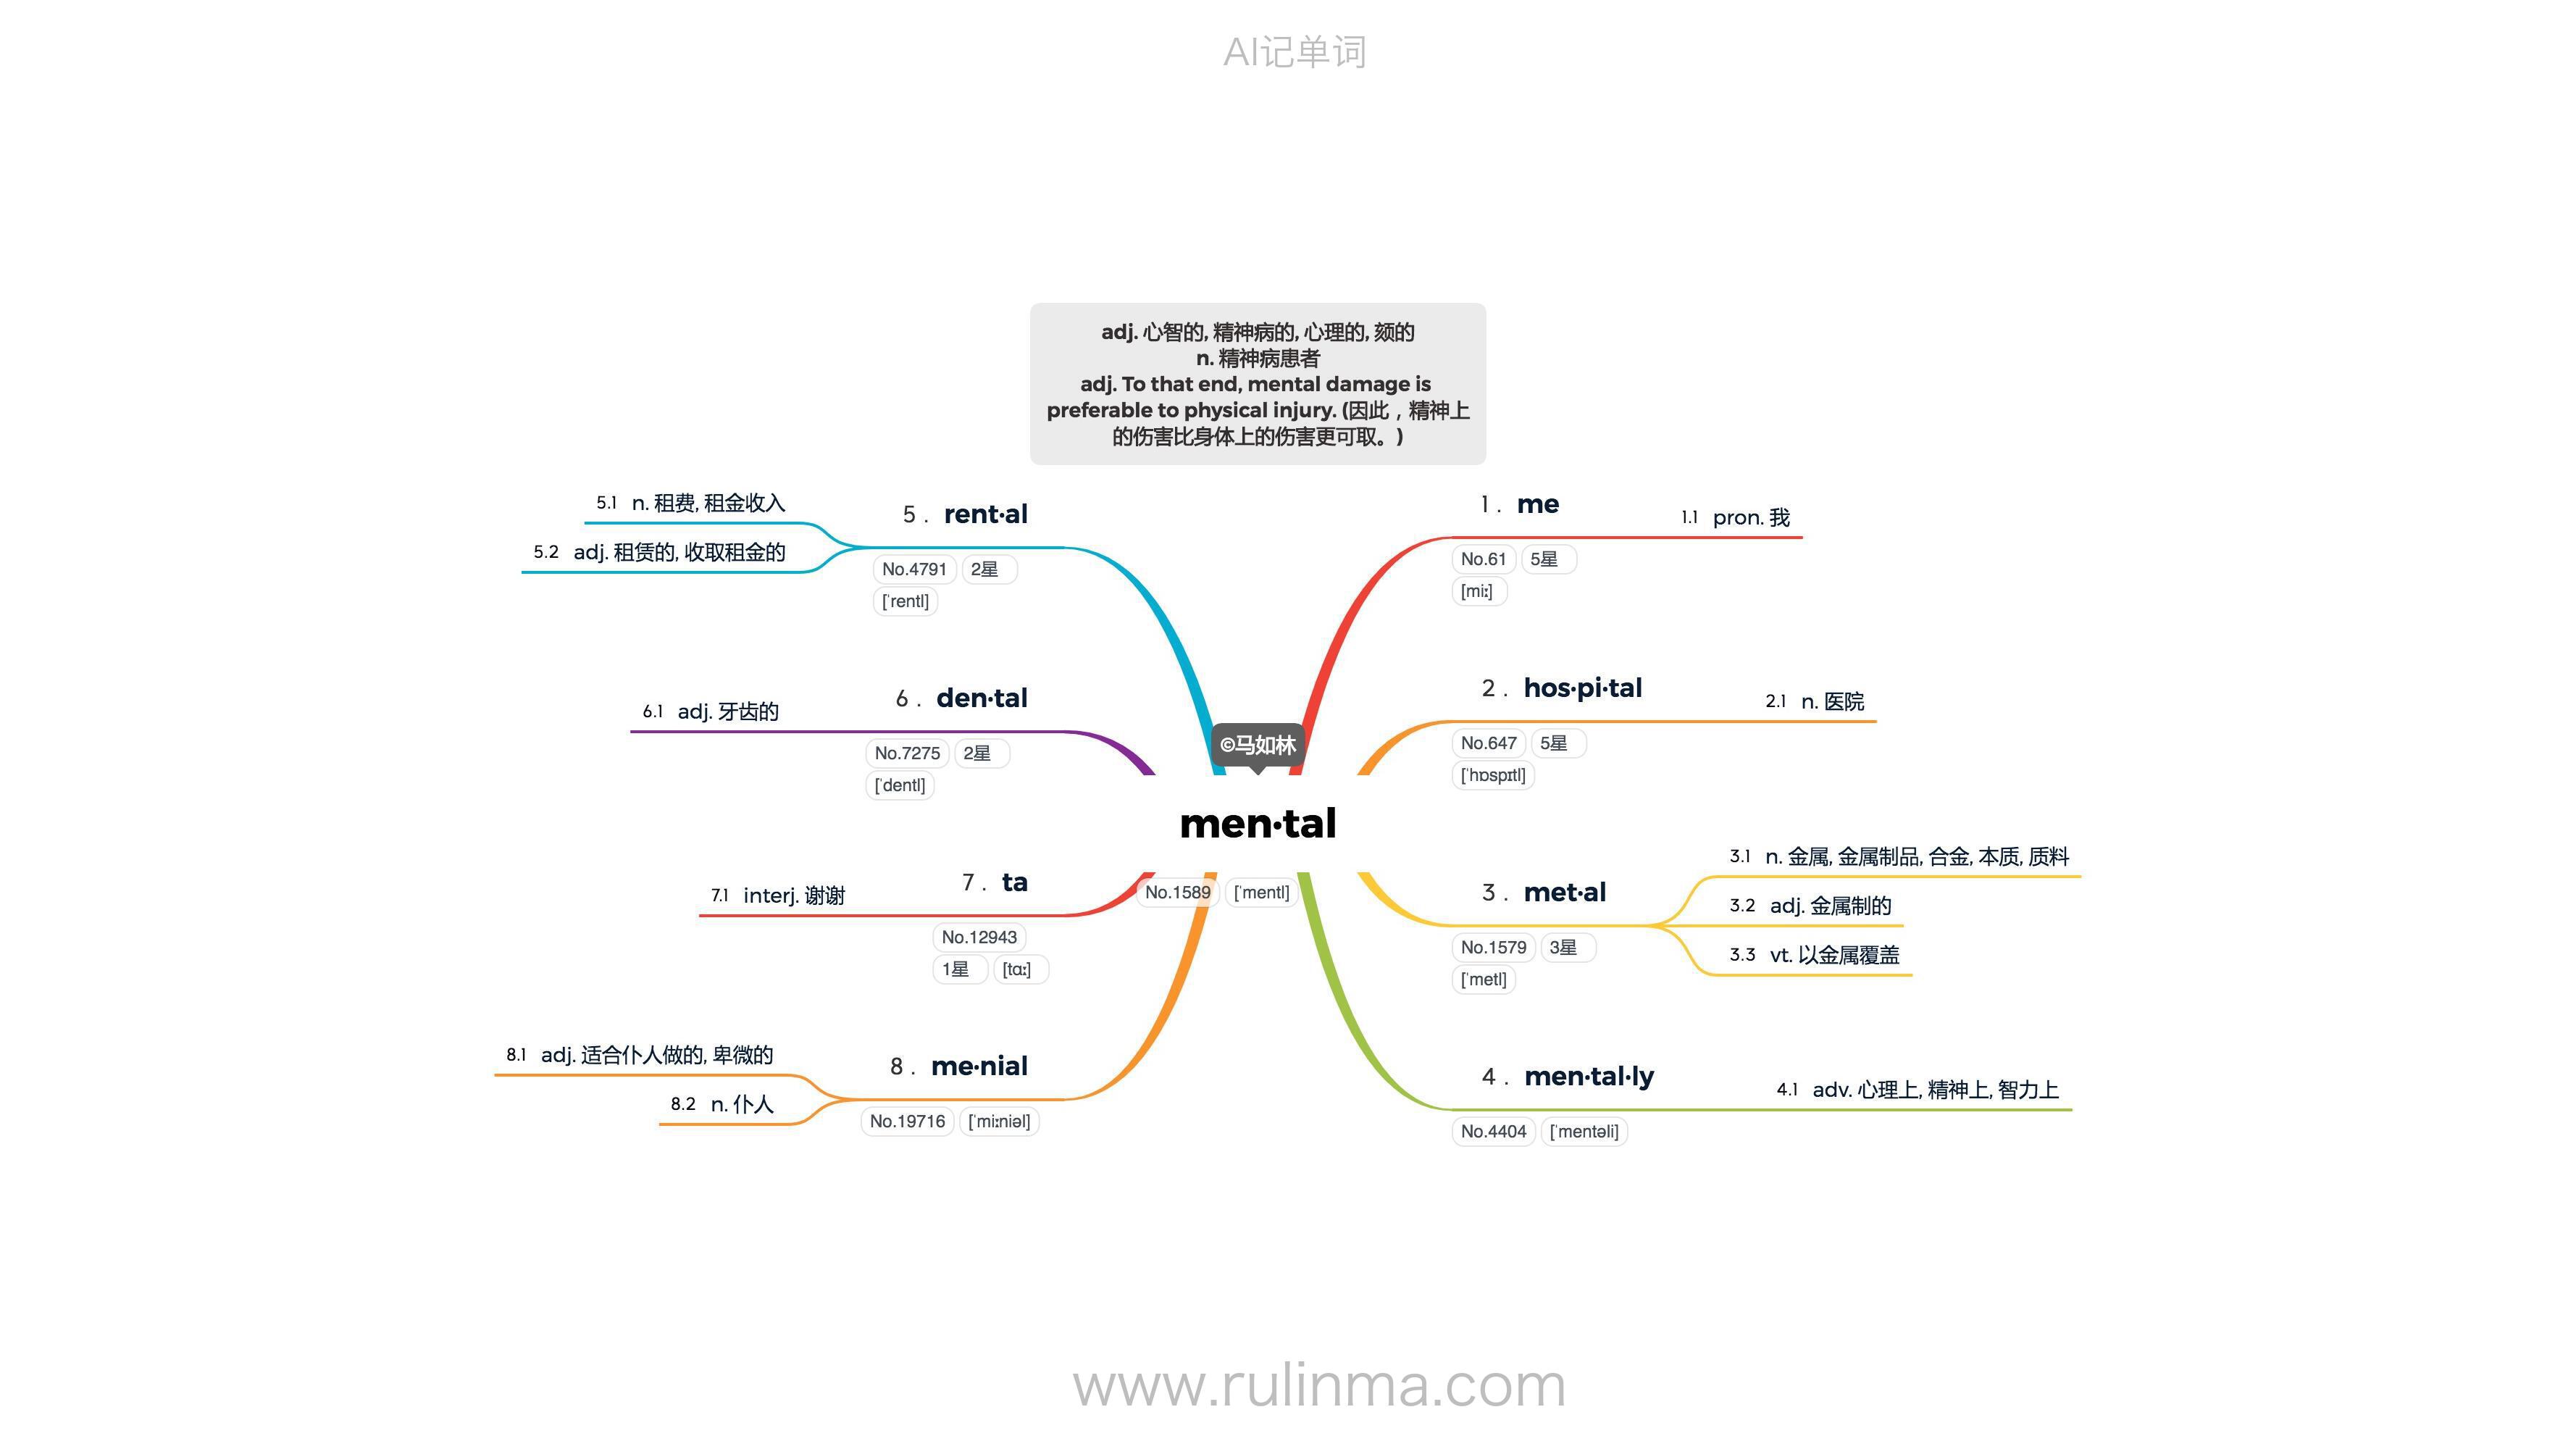 AI记单词
adj. 心智的, 精神病的, 心理的, 颏的
n. 精神病患者
adj. To that end, mental damage is
preferable to physical injury. (因此，精神上
的伤害比身体上的伤害更可取。)
©马如林
men·tal
No.1589 [ˈmentl]
1. me
No.61 5星
[miː]
1.1 pron. 我
2. hos·pi·tal
No.647 5星
[ˈhɒspɪtl]
2.1 n. 医院
3. met·al
No.1579 3星
[ˈmetl]
3.1 n. 金属, 金属制品, 合金, 本质, 质料
3.2 adj. 金属制的
3.3 vt. 以金属覆盖
4. men·tal·ly
No.4404 [ˈmentəli]
4.1 adv. 心理上, 精神上, 智力上
5. rent·al
No.4791 2星
[ˈrentl]
5.1 n. 租费, 租金收入
5.2 adj. 租赁的, 收取租金的
6. den·tal
No.7275 2星
[ˈdentl]
6.1 adj. 牙齿的
7. ta
No.12943
1星 [tɑː]
7.1 interj. 谢谢
8. me·nial
No.19716 [ˈmiːniəl]
8.1 adj. 适合仆人做的, 卑微的
8.2 n. 仆人
www.rulinma.com